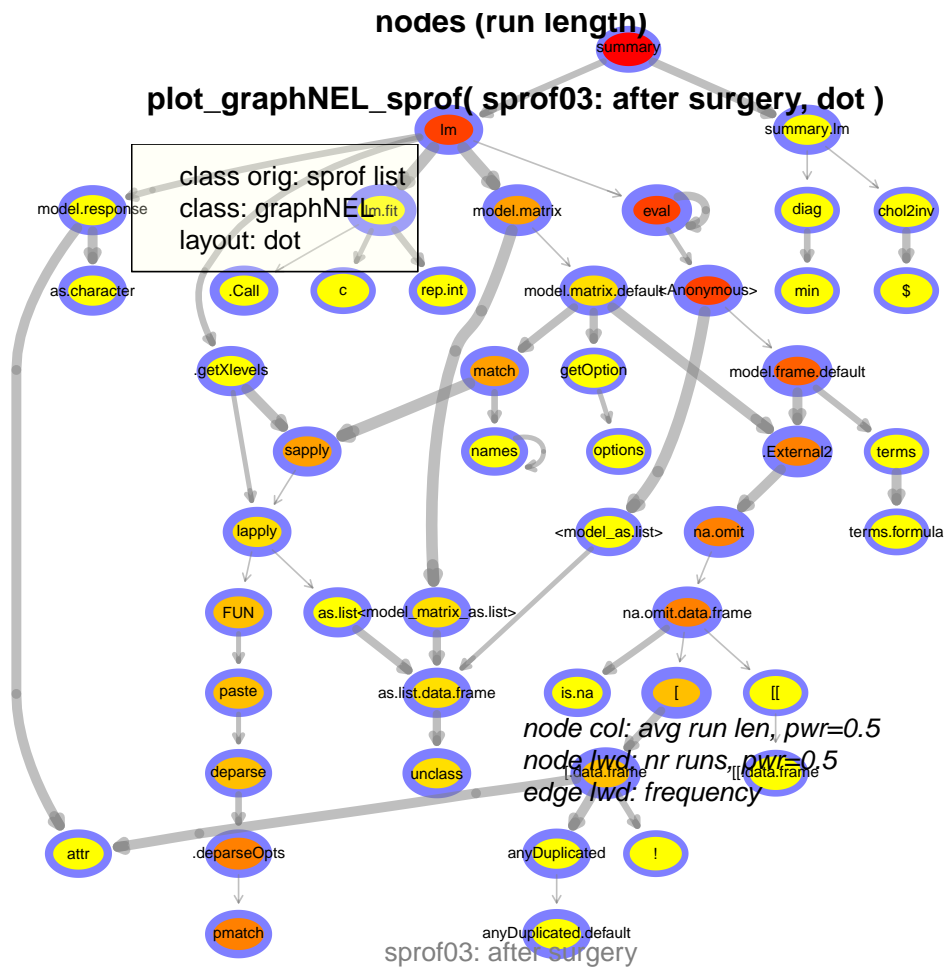 nodes (run length)
summary
plot_graphNEL_sprof( sprof03: after surgery, dot )
lm
summary.lm
class orig: sprof list
class: graphNEL
layout: dot
model.response
lm.fit
model.matrix
eval
diag
chol2inv
as.character
.Call
c
rep.int
model.matrix.default
<Anonymous>
min
$
.getXlevels
match
getOption
model.frame.default
sapply
names
options
.External2
terms
lapply
<model_as.list>
na.omit
terms.formula
FUN
as.list
<model_matrix_as.list>
na.omit.data.frame
paste
as.list.data.frame
is.na
[
[[
node col: avg run len, pwr=0.5
node lwd: nr runs, pwr=0.5
edge lwd: frequency
deparse
unclass
[.data.frame
[[.data.frame
attr
.deparseOpts
anyDuplicated
!
pmatch
anyDuplicated.default
sprof03: after surgery